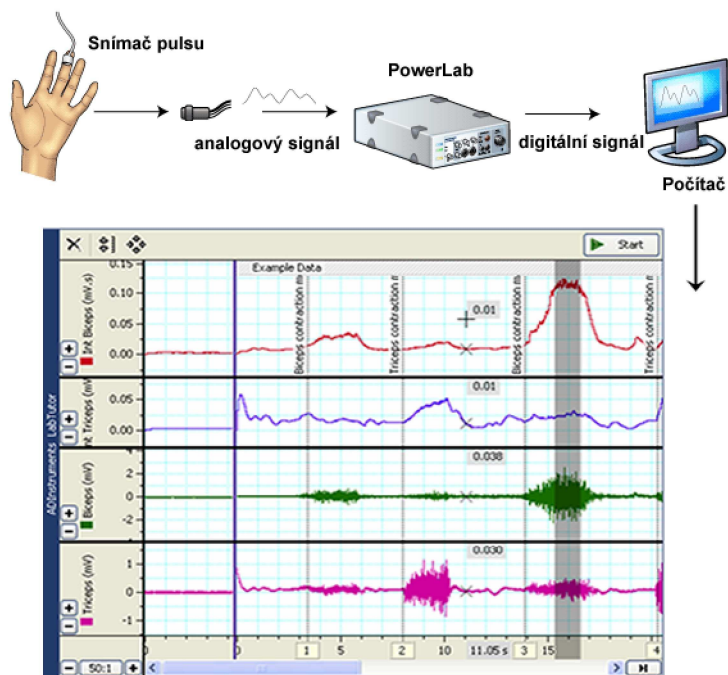 Snímač pulsu
PowerLab
analogový signál
digitální signál
Počítač
Start
Example Data
ADInstruments LabTutor
Int Biceps (mV.s)
0.15
0.10
0.05
0.00
0.01
Biceps contraction m
Triceps contraction m
Biceps contraction m
Triceps contraction
nt Triceps (mV
0.05
0.00
0.01
Biceps (mV)
2
0
-2
0.038
Triceps (mV)
1
0
-1
0.030
0 0 1 5 2 10 11.05 s 3 15 4
50:1